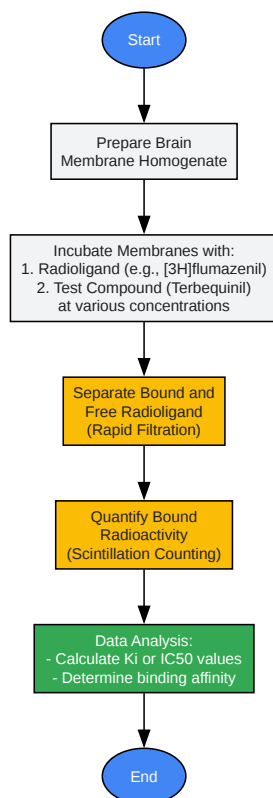 Start
Prepare Brain
Membrane Homogenate
Incubate Membranes with:
1. Radioligand (e.g., [3H]flumazenil)
2. Test Compound (Terbequinil)
at various concentrations
Separate Bound and
Free Radioligand
(Rapid Filtration)
Quantify Bound
Radioactivity
(Scintillation Counting)
Data Analysis:
- Calculate Ki or IC50 values
- Determine binding affinity
End